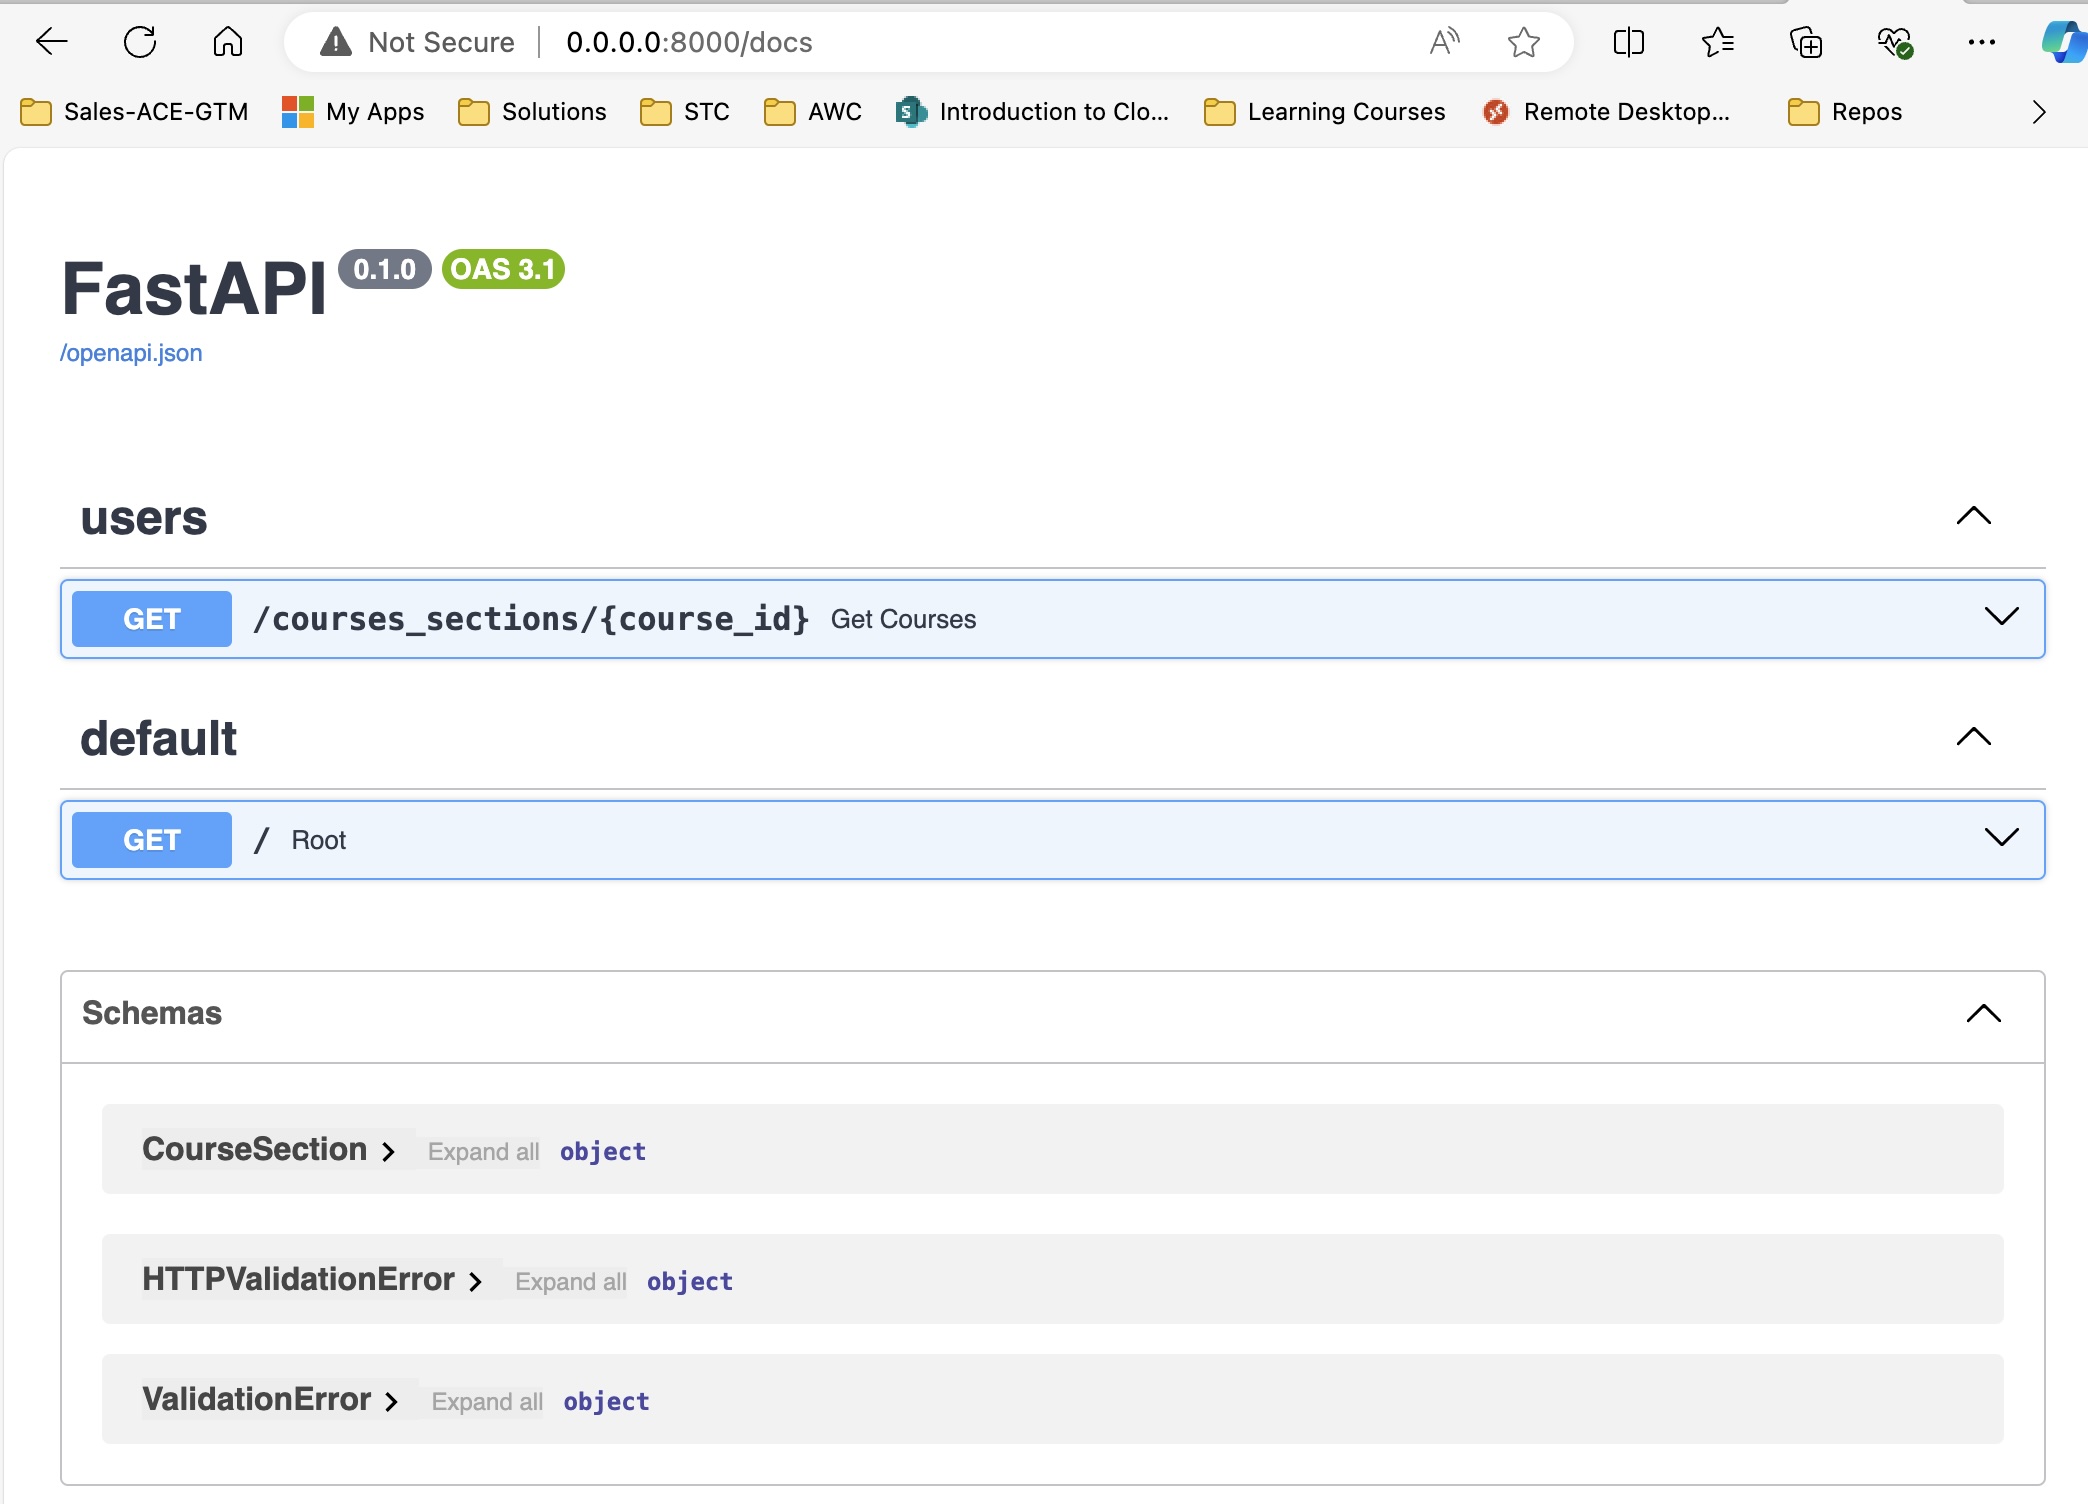 Not Secure 0.0.0.0:8000/docs
Sales-ACE-GTM My Apps Solutions STC AWC Introduction to Clo... Learning Courses Remote Desktop... Repos
FastAPI 0.1.0 OAS 3.1
/openapi.json
users
GET /courses_sections/{course_id} Get Courses
default
GET / Root
Schemas
CourseSection Expand all object
HTTPValidationError Expand all object
ValidationError Expand all object